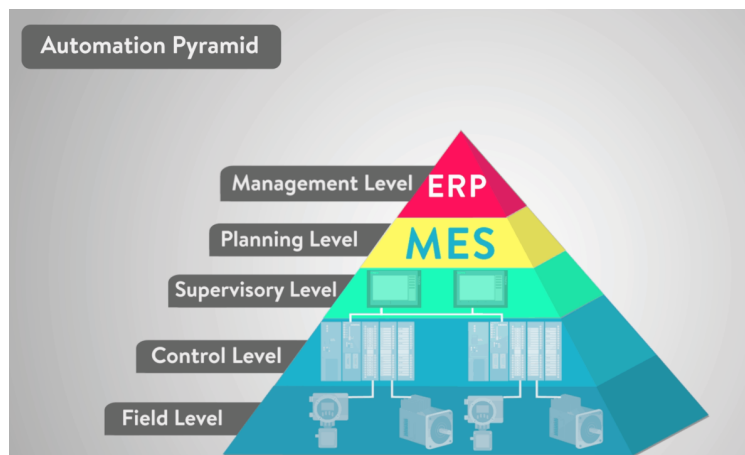 Automation Pyramid
Management Level
ERP
Planning Level
MES
Supervisory Level
Control Level
Field Level